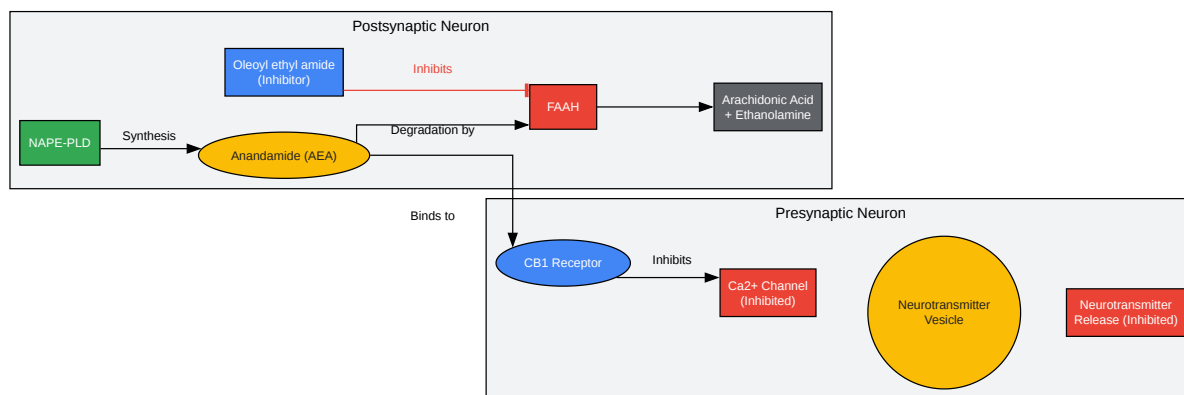 Postsynaptic Neuron
Oleoyl ethyl amide
(Inhibitor)
Inhibits
FAAH
Arachidonic Acid
+ Ethanolamine
NAPE-PLD
Synthesis
Anandamide (AEA)
Degradation by
Binds to
Presynaptic Neuron
CB1 Receptor
Inhibits
Ca2+ Channel
(Inhibited)
Neurotransmitter
Vesicle
Neurotransmitter
Release (Inhibited)